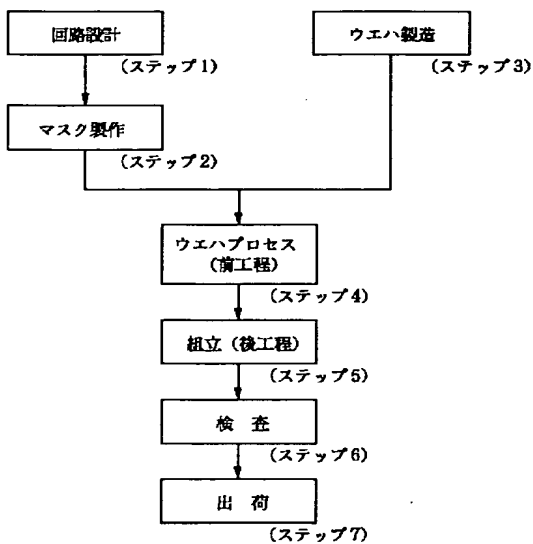 回路設計
(ステップ1)
ウエハ製造
(ステップ3)
マスク製作
(ステップ2)
ウエハプロセス
(前工程)
(ステップ4)
組立(後工程)
(ステップ5)
検　査
(ステップ6)
出　荷
(ステップ7)